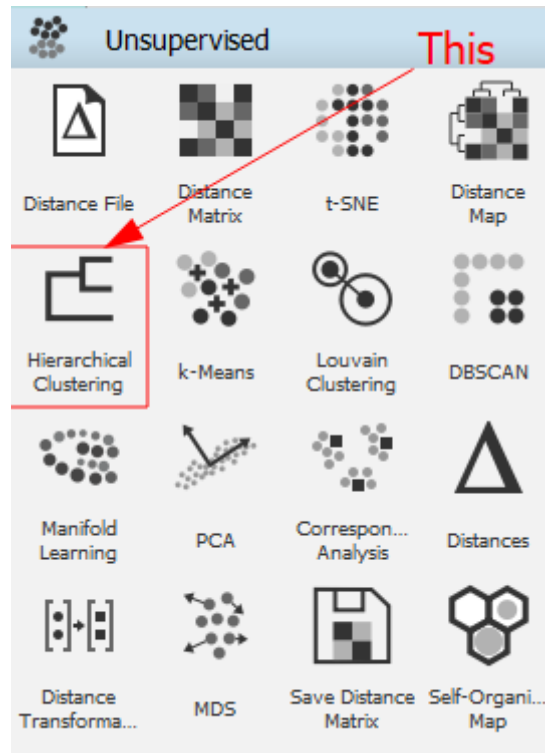 Unsupervised
This
Distance File
Distance
Matrix
t-SNE
Distance
Map
Hierarchical
Clustering
k-Means
Louvain
Clustering
DBSCAN
Manifold
Learning
PCA
Correspon...
Analysis
Distances
Distance
Transforma...
MDS
Save Distance
Matrix
Self-Organi...
Map